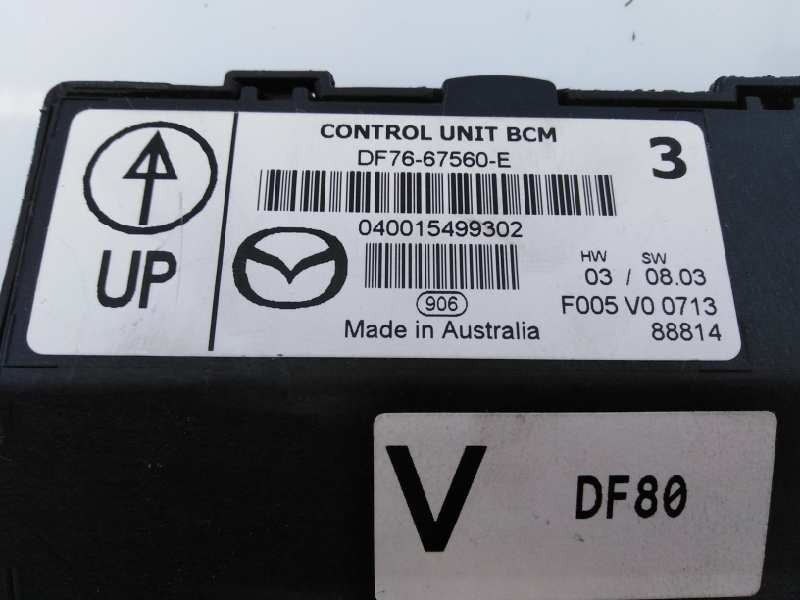 CONTROL UNIT BCM
DF76-67560-E
3
040015499302
UP
HW SW
03 / 08.03
906
F005 V0 0713
Made in Australia
88814
V
DF80